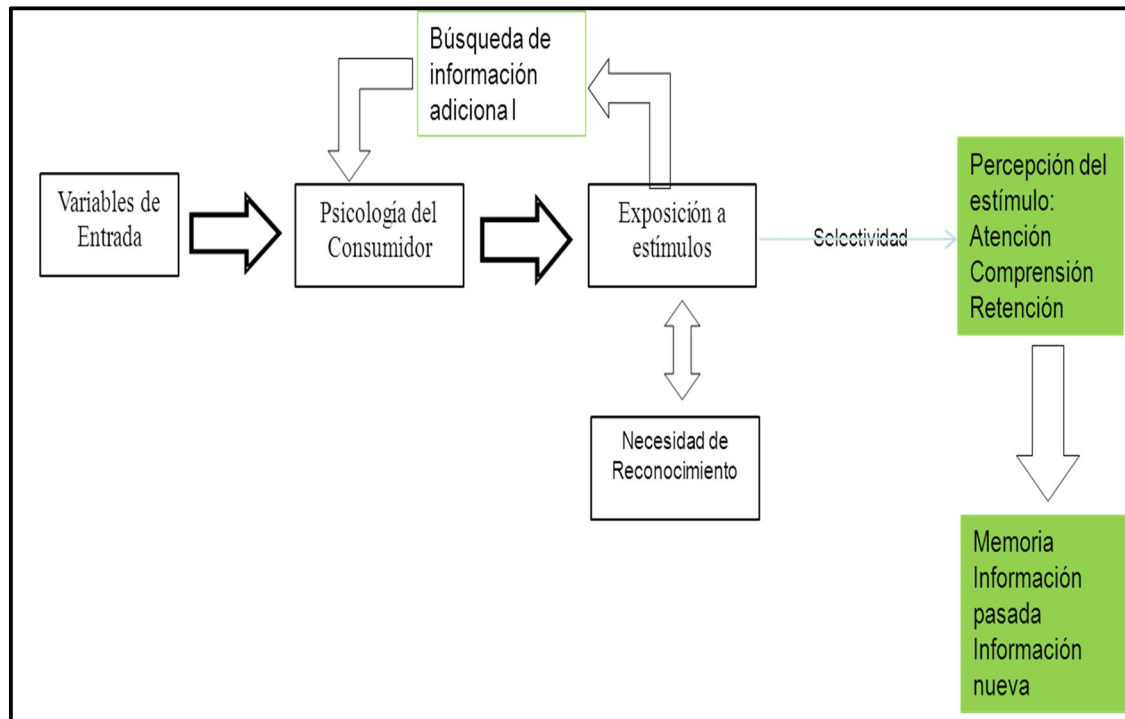 Búsqueda de
información
adiciona l
Variables de
Entrada
Psicología del
Consumidor
Exposición a
estímulos
Selectividad
Percepción del
estímulo:
Atención
Comprensión
Retención
Necesidad de
Reconocimiento
Memoria
Información
pasada
Información
nueva